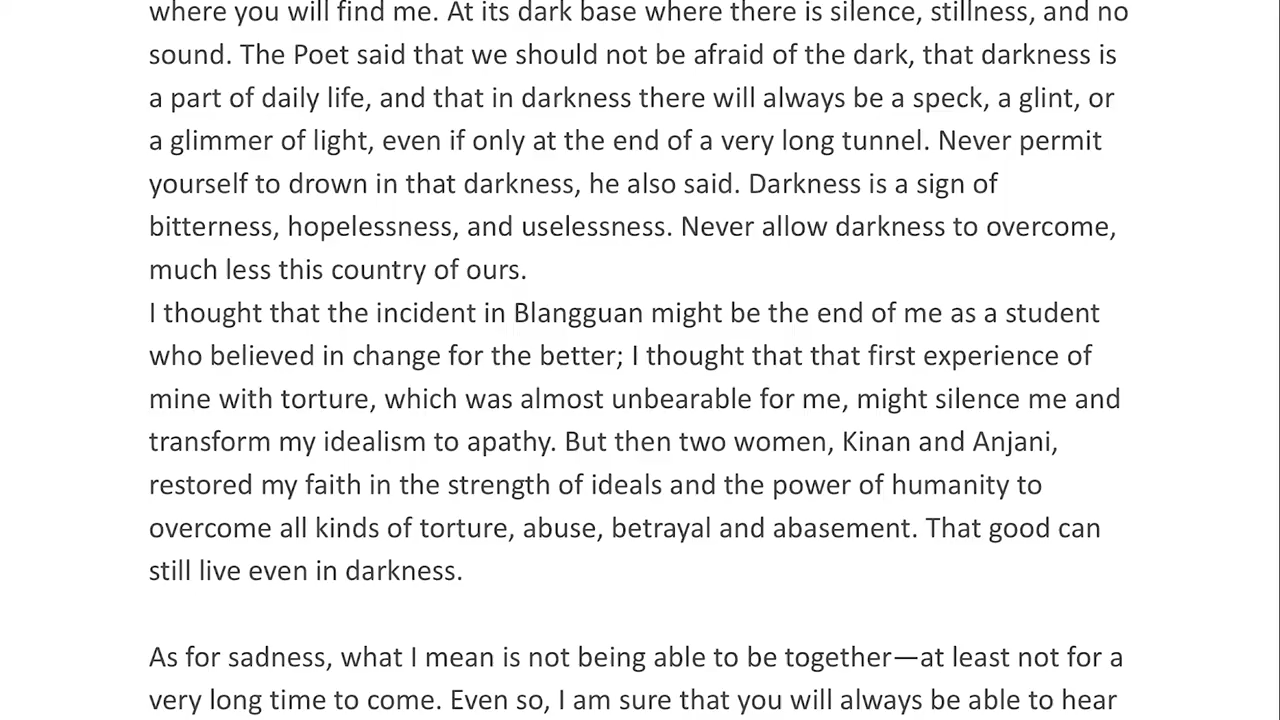 where you will find me. At its dark base where there is silence, stillness, and no
sound. The Poet said that we should not be afraid of the dark, that darkness is
a part of daily life, and that in darkness there will always be a speck, a glint, or
a glimmer of light, even if only at the end of a very long tunnel. Never permit
yourself to drown in that darkness, he also said. Darkness is a sign of
bitterness, hopelessness, and uselessness. Never allow darkness to overcome,
much less this country of ours.
I thought that the incident in Blangguan might be the end of me as a student
who believed in change for the better; I thought that that first experience of
mine with torture, which was almost unbearable for me, might silence me and
transform my idealism to apathy. But then two women, Kinan and Anjani,
restored my faith in the strength of ideals and the power of humanity to
overcome all kinds of torture, abuse, betrayal and abasement. That good can
still live even in darkness.
As for sadness, what I mean is not being able to be together—at least not for a
very long time to come. Even so, I am sure that you will always be able to hear